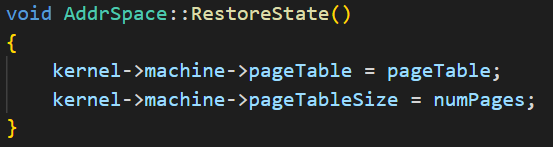 void AddrSpace::RestoreState()
{
    kernel->machine->pageTable = pageTable;
    kernel->machine->pageTableSize = numPages;
}